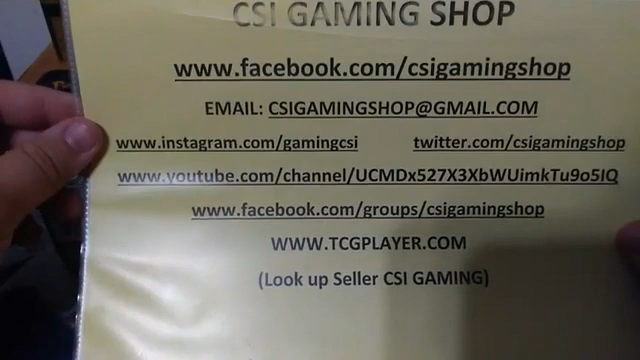 CSI GAMING SHOP
www.facebook.com/csigamingshop
EMAIL: CSIGAMINGSHOP@GMAIL.COM
www.instagram.com/gamingcsi twitter.com/csigamingshop
www.youtube.com/channel/UCMDx527X3XbWUimkTu9o5IQ
www.facebook.com/groups/csigamingshop
WWW.TCGPLAYER.COM
(Look up Seller CSI GAMING)